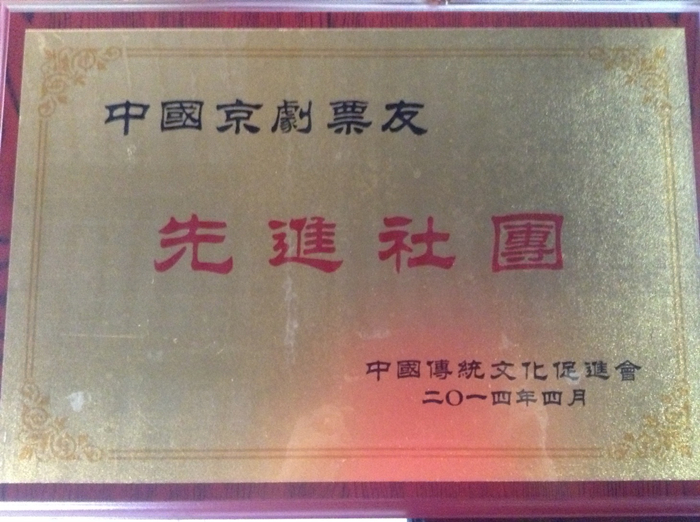 中國京劇票友
先進社團
中國傳統文化促進會
二〇一四年四月